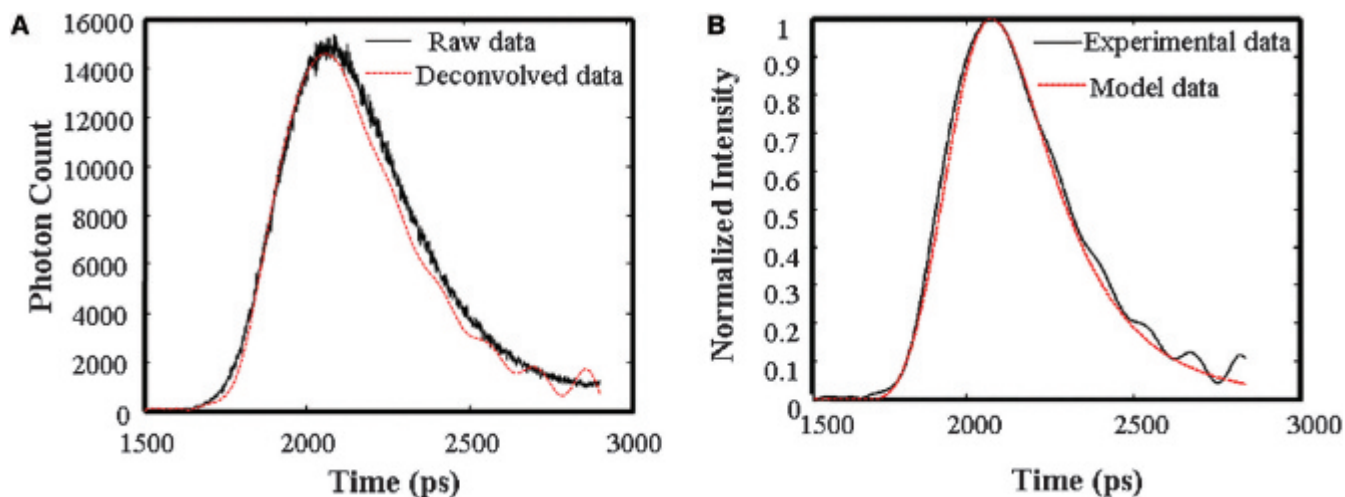 A
16000
14000
12000
10000
8000
6000
4000
2000
0
Photon Count
Raw data
Deconvolved data
1500 2000 2500 3000
Time (ps)
B
1
0.9
0.8
0.7
0.6
0.5
0.4
0.3
0.2
0.1
0
Normalized Intensity
Experimental data
Model data
1500 2000 2500 3000
Time (ps)